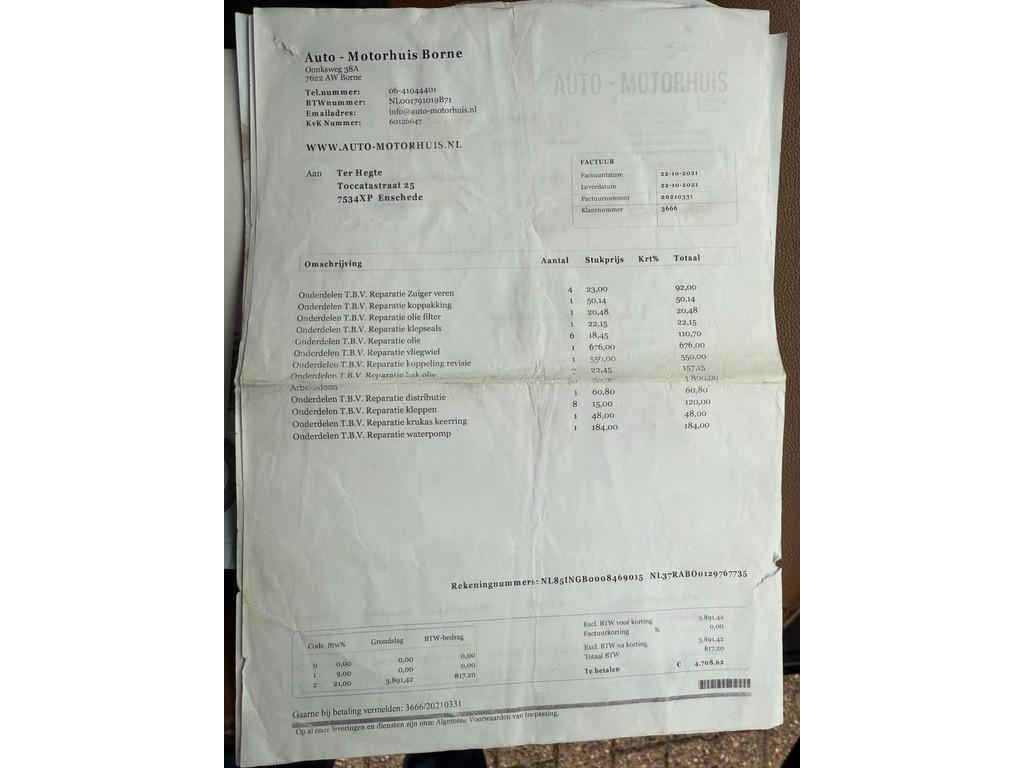 Auto - Motorhuis Borne
Oonksweg 38A
7622 AW Borne
Tel.nummer: 06-41044401
BTWnummer: NL001791019B71
Emailadres: info@auto-motorhuis.nl
KvK Nummer: 60126647
WWW.AUTO-MOTORHUIS.NL
AUTO - MOTORHUIS
Aan Ter Hegte
Toccatastraat 25
7534XP Enschede
FACTUUR
Factuurdatum 22-10-2021
Leverdatum 22-10-2021
Factuurnummer 20210331
Klantnummer 3666
Omschrijving Aantal Stukprijs Krt% Totaal
Onderdelen T.B.V. Reparatie Zuiger veren 4 23,00 92,00
Onderdelen T.B.V. Reparatie koppakking 1 50,14 50,14
Onderdelen T.B.V. Reparatie olie filter 1 20,48 20,48
Onderdelen T.B.V. Reparatie klepseals 1 22,15 22,15
Onderdelen T.B.V. Reparatie olie 6 18,45 110,70
Onderdelen T.B.V. Reparatie vliegwiel 1 676,00 676,00
Onderdelen T.B.V. Reparatie koppeling revisie 1 550,00 550,00
Onderdelen T.B.V. Reparatie bak olie 22,45 157,15
Arbeidsloon 1.800,00
Onderdelen T.B.V. Reparatie distributie 1 60,80 60,80
Onderdelen T.B.V. Reparatie kleppen 8 15,00 120,00
Onderdelen T.B.V. Reparatie krukas keerring 1 48,00 48,00
Onderdelen T.B.V. Reparatie waterpomp 1 184,00 184,00
Rekeningnummers: NL85INGB0008469015 NL37RABO0129767735
Code Btw% Grondslag BTW-bedrag
0 0,00 0,00 0,00
1 9,00 0,00 0,00
2 21,00 3.891,42 817,20
Excl. BTW voor korting 3.891,42
Factuurkorting % 0,00
Excl. BTW na korting 3.891,42
Totaal BTW 817,20
Te betalen € 4.708,62
Gaarne bij betaling vermelden: 3666/20210331
Op al onze leveringen en diensten zijn onze Algemene Voorwaarden van toepassing.